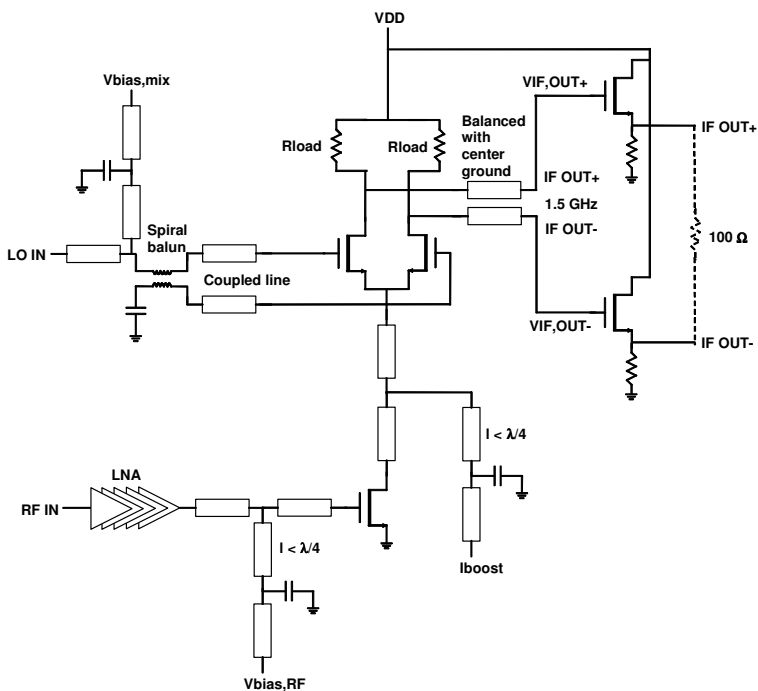 VDD
Vbias,mix
VIF,OUT+
Balanced
with
center
ground
Rload
Rload
IF OUT+
IF OUT+
1.5 GHz
IF OUT-
Spiral
balun
LO IN
Coupled line
100 Ω
VIF,OUT-
IF OUT-
l < λ/4
LNA
RF IN
l < λ/4
Iboost
Vbias,RF